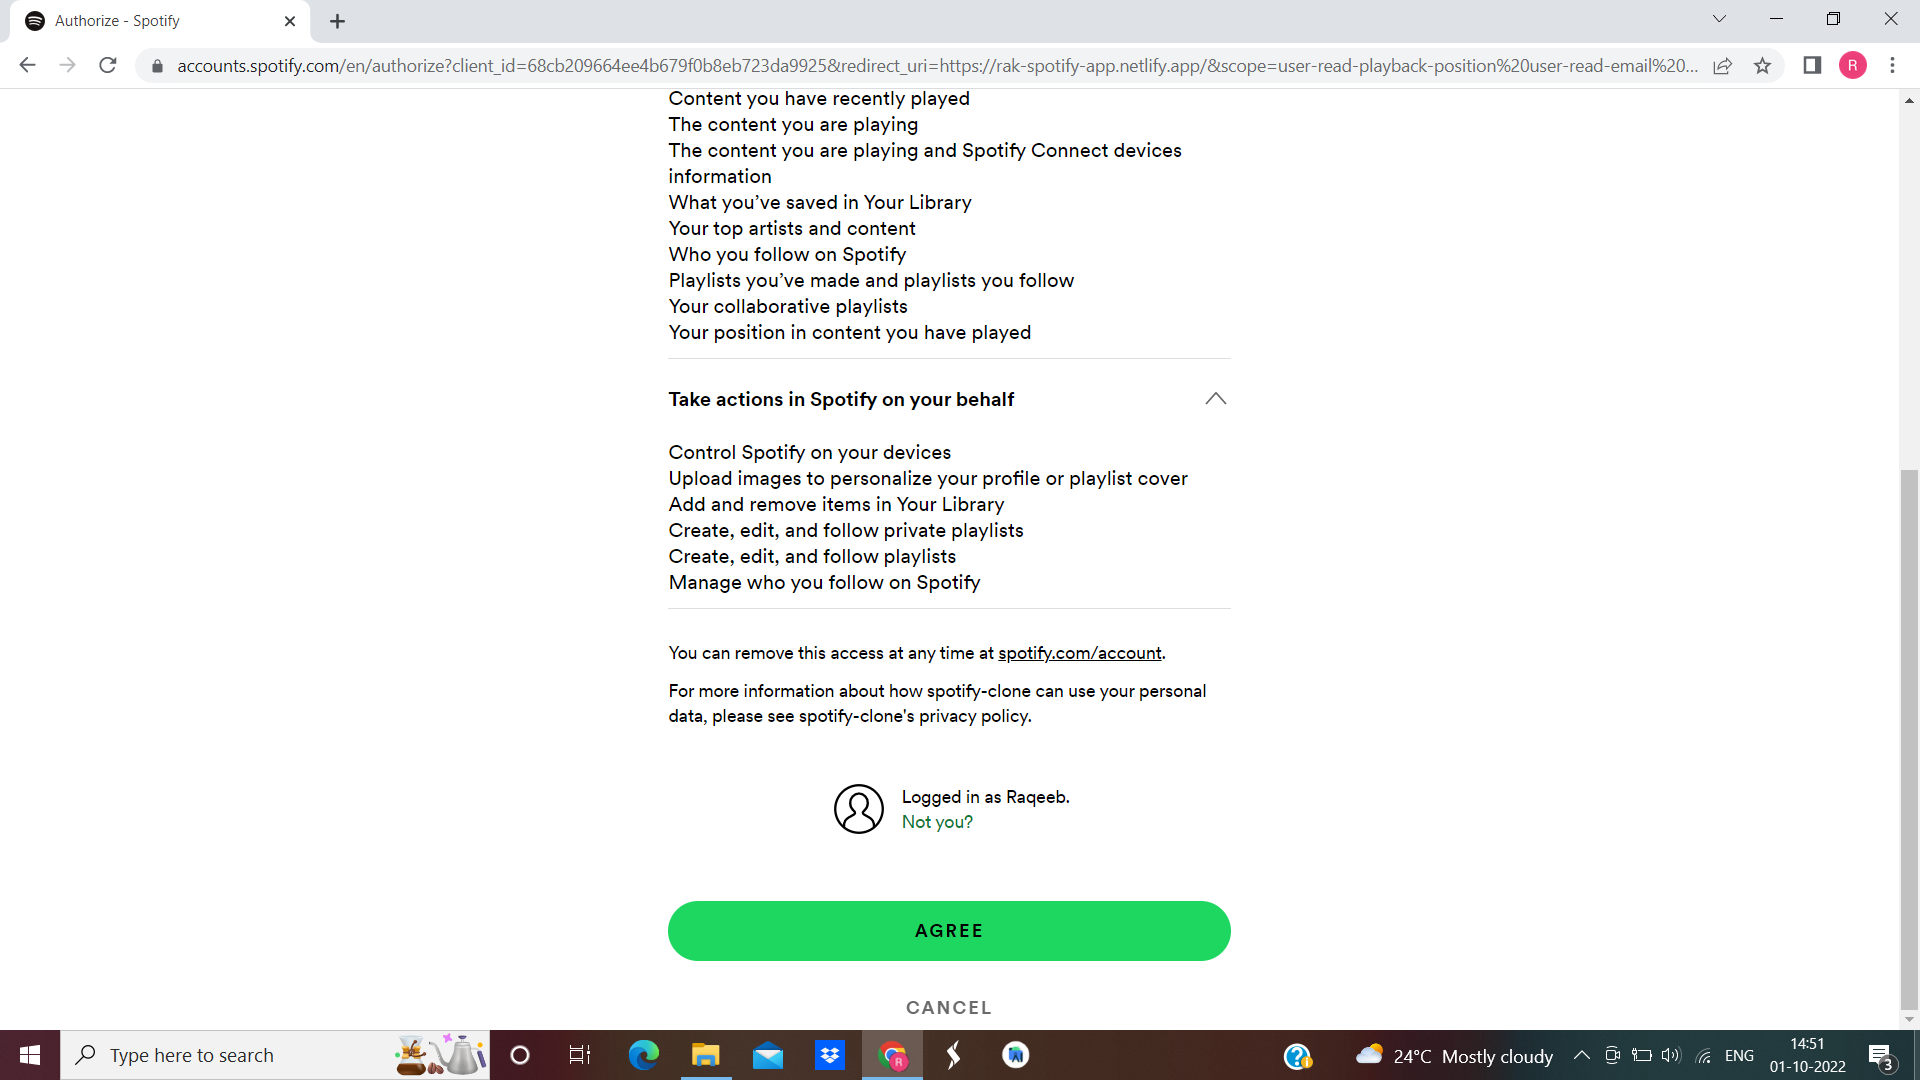 Authorize - Spotify
accounts.spotify.com/en/authorize?client_id=68cb209664ee4b679f0b8eb723da9925&redirect_uri=https://rak-spotify-app.netlify.app/&scope=user-read-playback-position%20user-read-email%20...
R
Content you have recently played
The content you are playing
The content you are playing and Spotify Connect devices
information
What you’ve saved in Your Library
Your top artists and content
Who you follow on Spotify
Playlists you’ve made and playlists you follow
Your collaborative playlists
Your position in content you have played
Take actions in Spotify on your behalf
Control Spotify on your devices
Upload images to personalize your profile or playlist cover
Add and remove items in Your Library
Create, edit, and follow private playlists
Create, edit, and follow playlists
Manage who you follow on Spotify
You can remove this access at any time at spotify.com/account.
For more information about how spotify-clone can use your personal
data, please see spotify-clone's privacy policy.
Logged in as Raqeeb.
Not you?
AGREE
CANCEL
Type here to search
R
24°C Mostly cloudy
ENG
14:51
01-10-2022
3